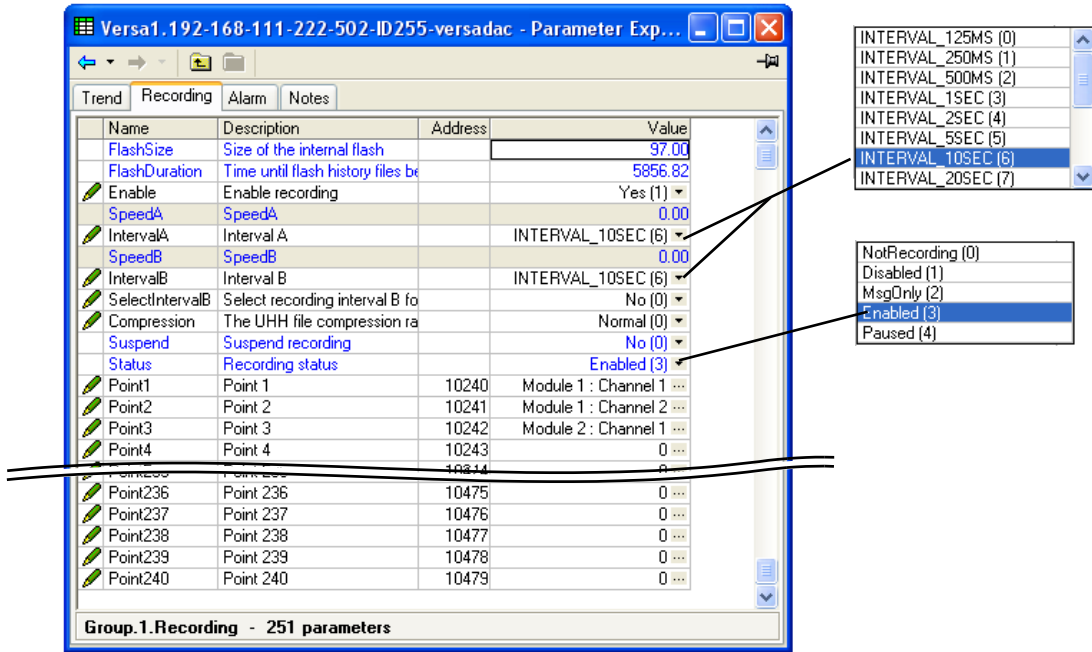 Versa1.192-168-111-222-502-ID255-versadac - Parameter Exp...
Trend Recording Alarm Notes
Name Description Address Value
FlashSize Size of the internal flash 97.00
FlashDuration Time until flash history files be 5856.82
Enable Enable recording Yes (1)
SpeedA SpeedA 0.00
IntervalA Interval A INTERVAL_10SEC (6)
SpeedB SpeedB 0.00
IntervalB Interval B INTERVAL_10SEC (6)
SelectIntervalB Select recording interval B fo No (0)
Compression The UHH file compression ra Normal (0)
Suspend Suspend recording No (0)
Status Recording status Enabled (3)
Point1 Point 1 10240 Module 1 : Channel 1 ...
Point2 Point 2 10241 Module 1 : Channel 2 ...
Point3 Point 3 10242 Module 2 : Channel 1 ...
Point4 Point 4 10243 0 ...
Point236 Point 236 10475 0 ...
Point237 Point 237 10476 0 ...
Point238 Point 238 10477 0 ...
Point239 Point 239 10478 0 ...
Point240 Point 240 10479 0 ...
Group.1.Recording - 251 parameters
INTERVAL_125MS (0)
INTERVAL_250MS (1)
INTERVAL_500MS (2)
INTERVAL_1SEC (3)
INTERVAL_2SEC (4)
INTERVAL_5SEC (5)
INTERVAL_10SEC (6)
INTERVAL_20SEC (7)
NotRecording (0)
Disabled (1)
MsgOnly (2)
Enabled (3)
Paused (4)